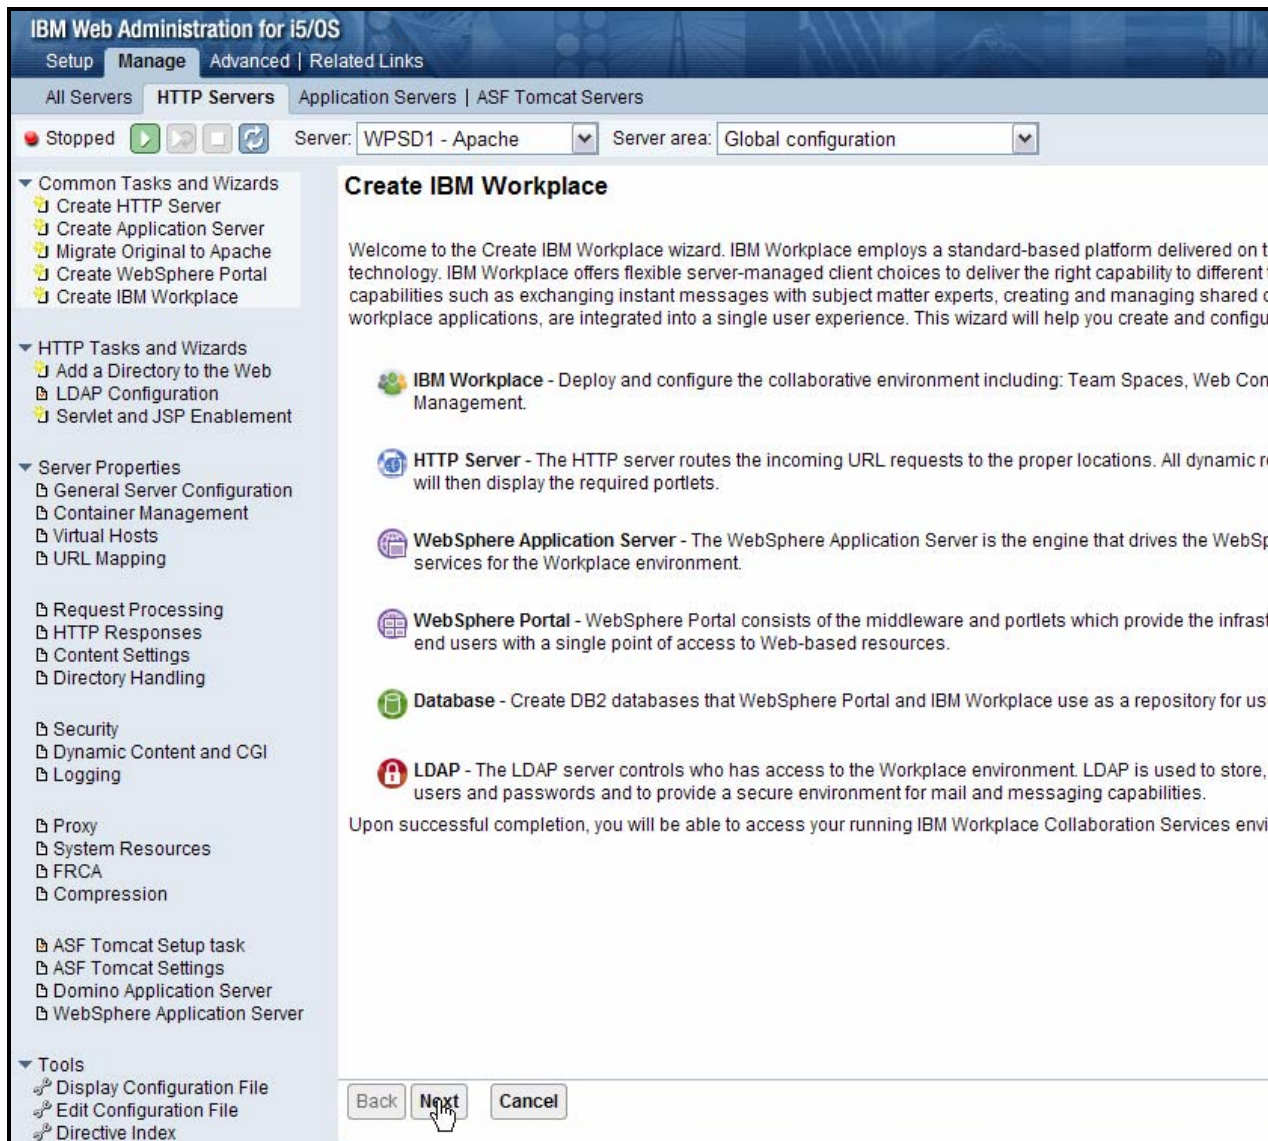 IBM Web Administration for i5/OS
Setup Manage Advanced | Related Links
All Servers HTTP Servers Application Servers | ASF Tomcat Servers
Stopped Server: WPSD1 - Apache Server area: Global configuration
Common Tasks and Wizards
Create HTTP Server
Create Application Server
Migrate Original to Apache
Create WebSphere Portal
Create IBM Workplace
HTTP Tasks and Wizards
Add a Directory to the Web
LDAP Configuration
Servlet and JSP Enablement
Server Properties
General Server Configuration
Container Management
Virtual Hosts
URL Mapping
Request Processing
HTTP Responses
Content Settings
Directory Handling
Security
Dynamic Content and CGI
Logging
Proxy
System Resources
FRCA
Compression
ASF Tomcat Setup task
ASF Tomcat Settings
Domino Application Server
WebSphere Application Server
Tools
Display Configuration File
Edit Configuration File
Directive Index
Create IBM Workplace
Welcome to the Create IBM Workplace wizard. IBM Workplace employs a standard-based platform delivered on
technology. IBM Workplace offers flexible server-managed client choices to deliver the right capability to different
capabilities such as exchanging instant messages with subject matter experts, creating and managing shared
workplace applications, are integrated into a single user experience. This wizard will help you create and
IBM Workplace - Deploy and configure the collaborative environment including: Team Spaces, Web
Management.
HTTP Server - The HTTP server routes the incoming URL requests to the proper locations. All dynamic
will then display the required portlets.
WebSphere Application Server - The WebSphere Application Server is the engine that drives the
services for the Workplace environment.
WebSphere Portal - WebSphere Portal consists of the middleware and portlets which provide the
end users with a single point of access to Web-based resources.
Database - Create DB2 databases that WebSphere Portal and IBM Workplace use as a repository for
LDAP - The LDAP server controls who has access to the Workplace environment. LDAP is used to store,
users and passwords and to provide a secure environment for mail and messaging capabilities.
Upon successful completion, you will be able to access your running IBM Workplace Collaboration Services
Back Next Cancel